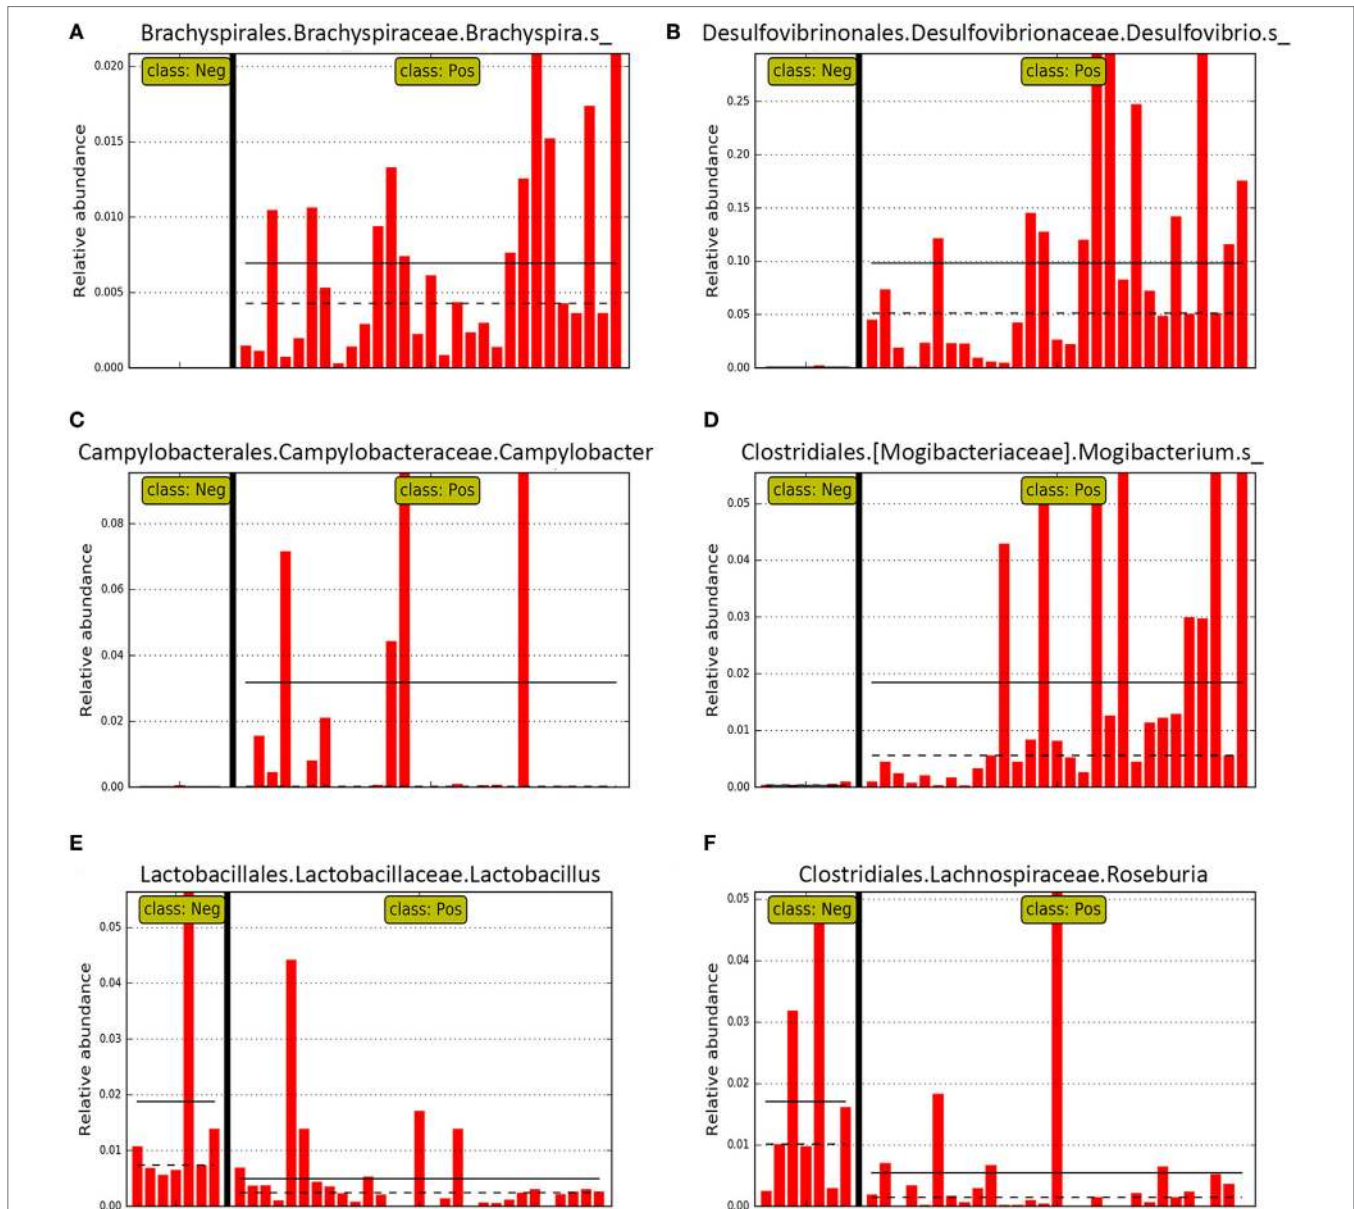 A Brachyspirales.Brachyspiraceae.Brachyspira.s_
class: Neg class: Pos
Relative abundance
0.020
0.015
0.010
0.005
0.000
B Desulfovibrinonales.Desulfovibrionaceae.Desulfovibrio.s_
class: Neg class: Pos
Relative abundance
0.25
0.20
0.15
0.10
0.05
0.00
C Campylobacterales.Campylobacteraceae.Campylobacter
class: Neg class: Pos
Relative abundance
0.08
0.06
0.04
0.02
0.00
D Clostridiales.[Mogibacteriaceae].Mogibacterium.s_
class: Neg class: Pos
Relative abundance
0.05
0.04
0.03
0.02
0.01
0.00
E Lactobacillales.Lactobacillaceae.Lactobacillus
class: Neg class: Pos
Relative abundance
0.05
0.04
0.03
0.02
0.01
0.00
F Clostridiales.Lachnospiraceae.Roseburia
class: Neg class: Pos
Relative abundance
0.05
0.04
0.03
0.02
0.01
0.00